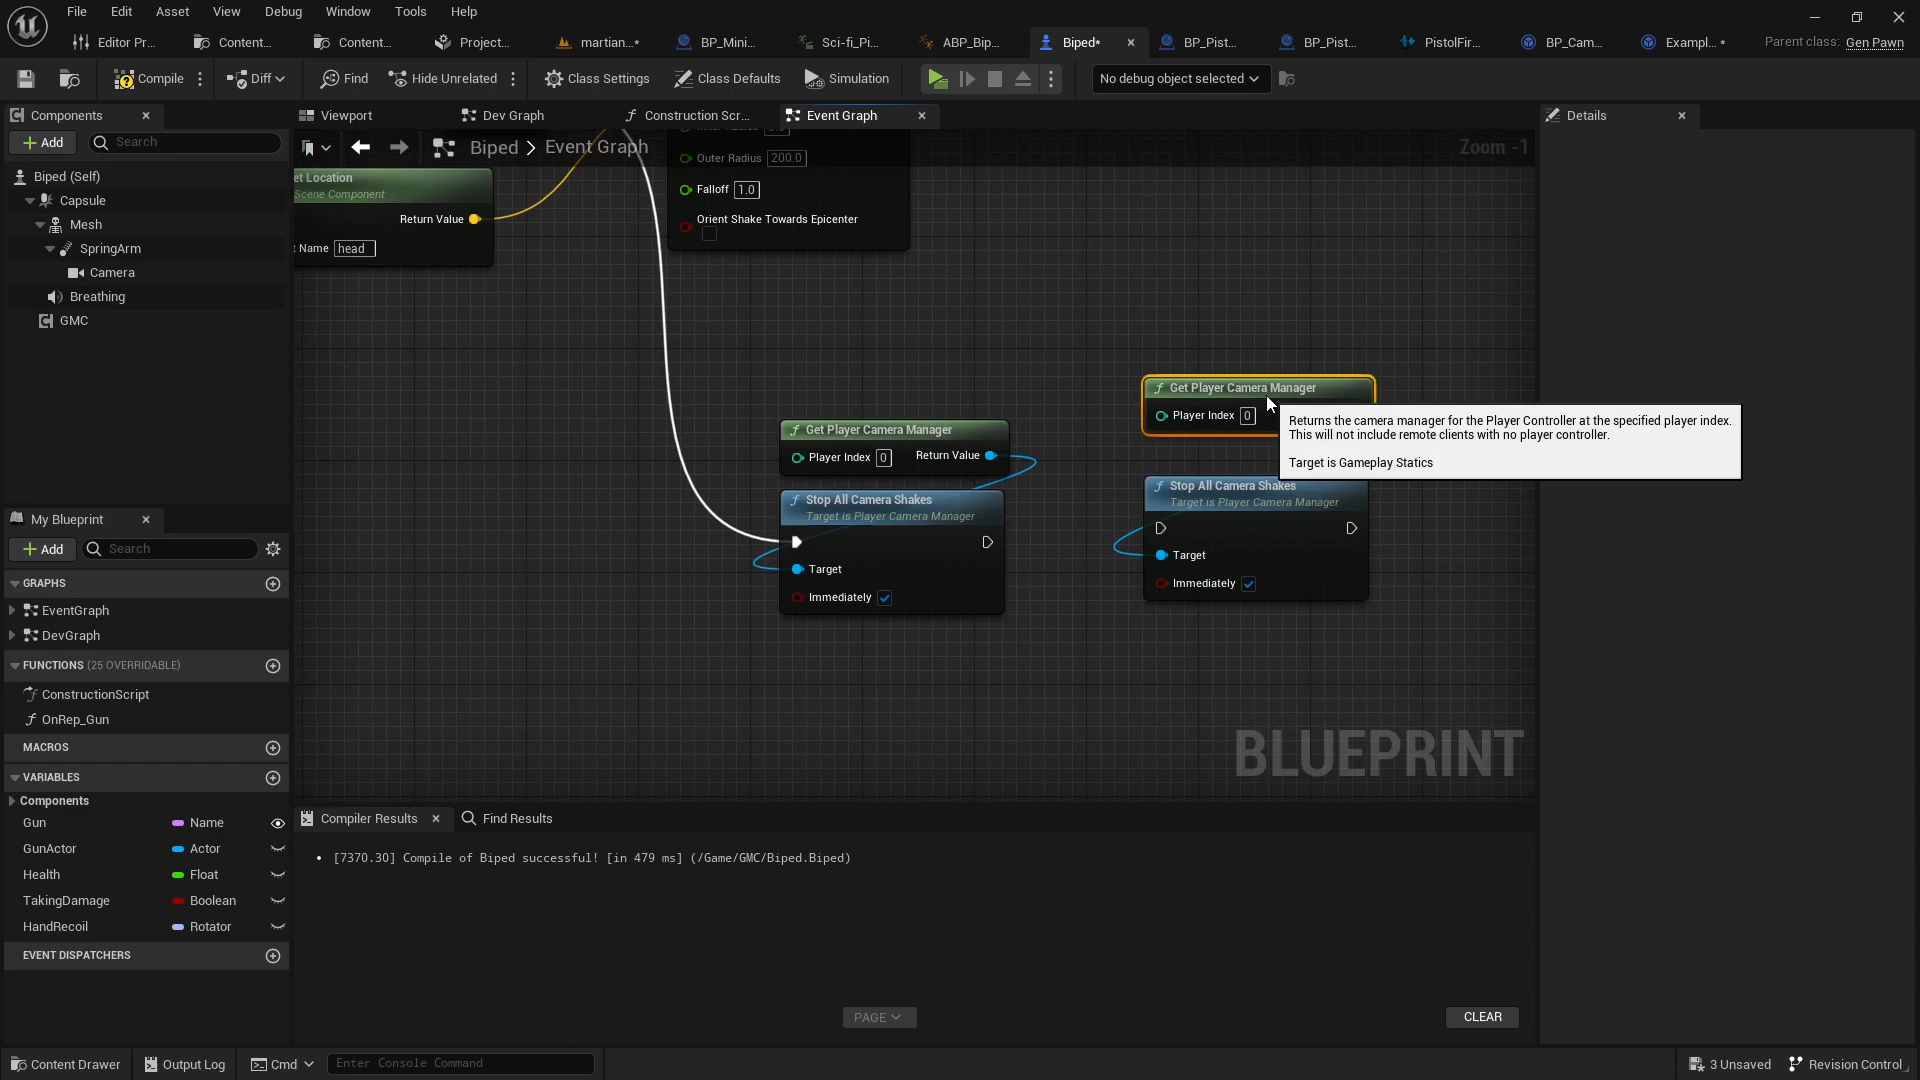 File Edit Asset View Debug Window Tools Help
Editor Pr... Content... Content... Project... martian...* BP_Mini... Sci-fi_Pi... ABP_Bip... Biped* BP_Pist... BP_Pist... PistolFir... BP_Cam... Exampl... * Parent class: Gen Pawn
Compile Diff Find Hide Unrelated Class Settings Class Defaults Simulation No debug object selected
Components
Add Search
Biped (Self)
Capsule
Mesh
SpringArm
Camera
Breathing
GMC
My Blueprint
Add Search
GRAPHS
EventGraph
DevGraph
FUNCTIONS (25 OVERRIDABLE)
ConstructionScript
OnRep_Gun
MACROS
VARIABLES
Components
Gun Name
GunActor Actor
Health Float
TakingDamage Boolean
HandRecoil Rotator
EVENT DISPATCHERS
Viewport Dev Graph Construction Scr... Event Graph
Biped > Event Graph
Zoom -1
et Location
Scene Component
Return Value
t Name head
Outer Radius 200.0
Falloff 1.0
Orient Shake Towards Epicenter
Get Player Camera Manager
Player Index 0 Return Value
Stop All Camera Shakes
Target is Player Camera Manager
Target
Immediately
Get Player Camera Manager
Player Index 0
Returns the camera manager for the Player Controller at the specified player index.
This will not include remote clients with no player controller.
Target is Gameplay Statics
Stop All Camera Shakes
Target is Player Camera Manager
Target
Immediately
BLUEPRINT
Compiler Results Find Results
[7370.30] Compile of Biped successful! [in 479 ms] (/Game/GMC/Biped.Biped)
PAGE
CLEAR
Details
Content Drawer Output Log Cmd Enter Console Command 3 Unsaved Revision Control